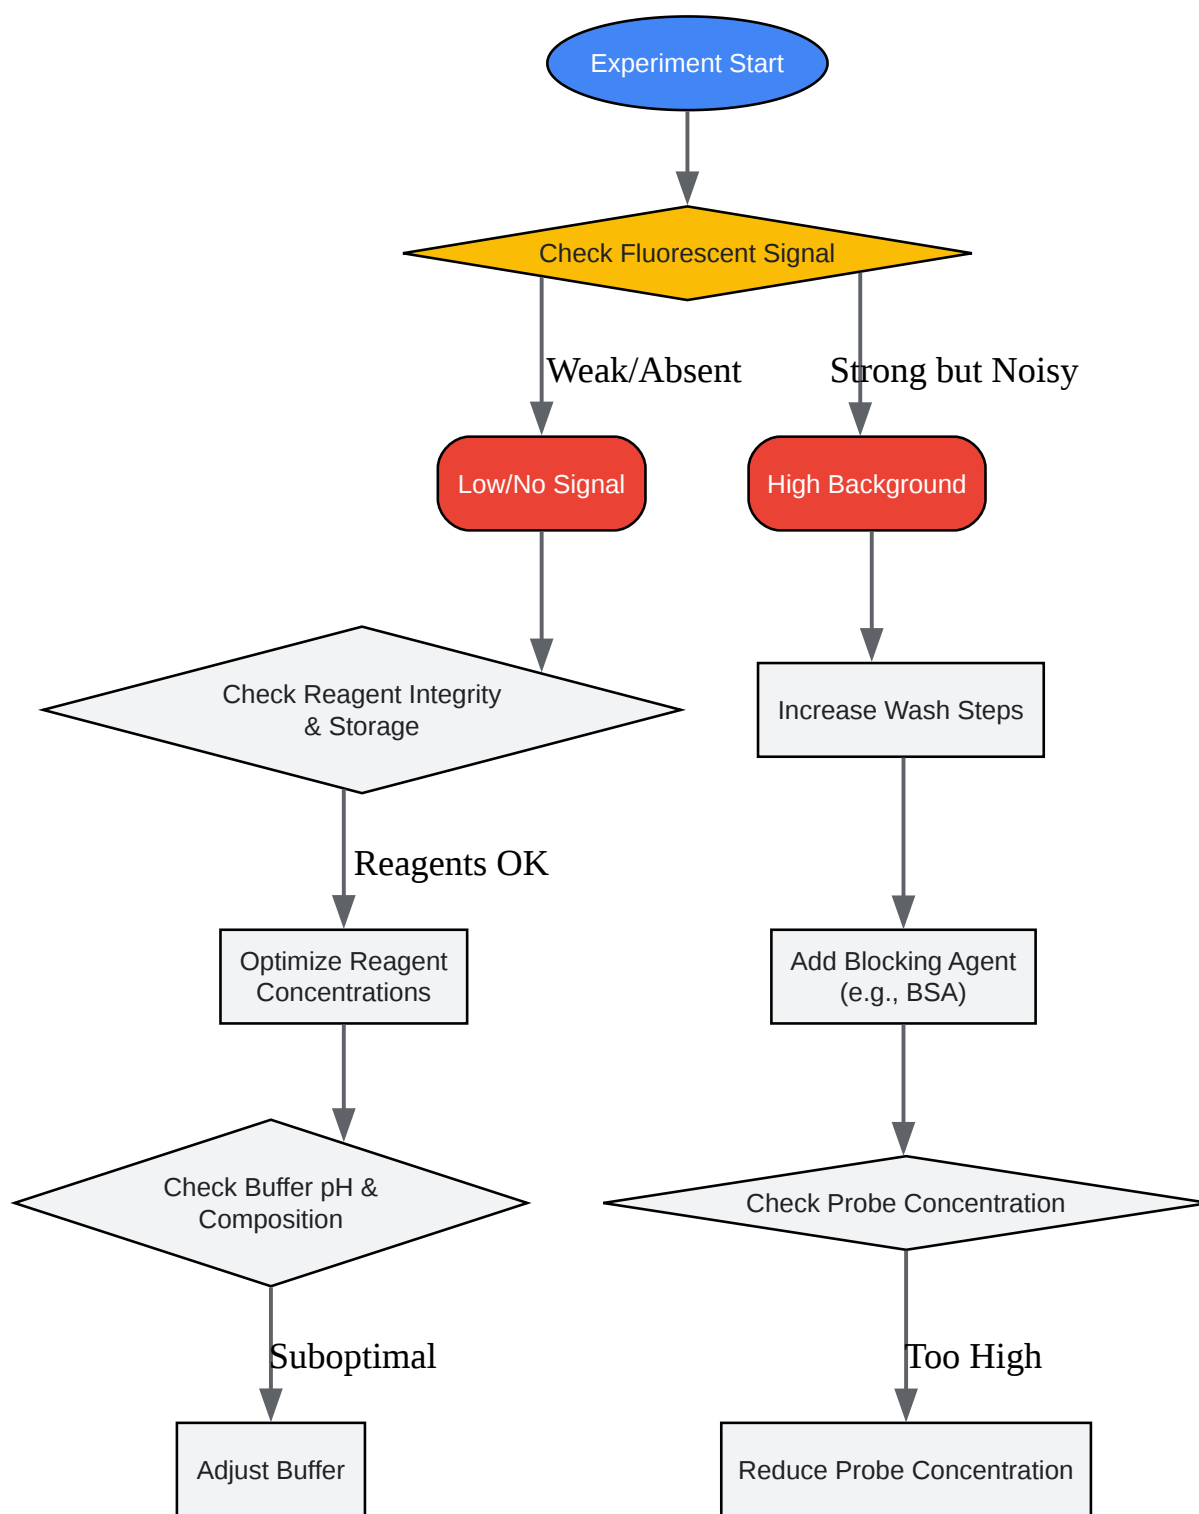 Experiment Start
Check Fluorescent Signal
Weak/Absent
Strong but Noisy
Low/No Signal
High Background
Check Reagent Integrity
& Storage
Increase Wash Steps
Reagents OK
Optimize Reagent
Concentrations
Add Blocking Agent
(e.g., BSA)
Check Buffer pH &
Composition
Check Probe Concentration
Suboptimal
Too High
Adjust Buffer
Reduce Probe Concentration